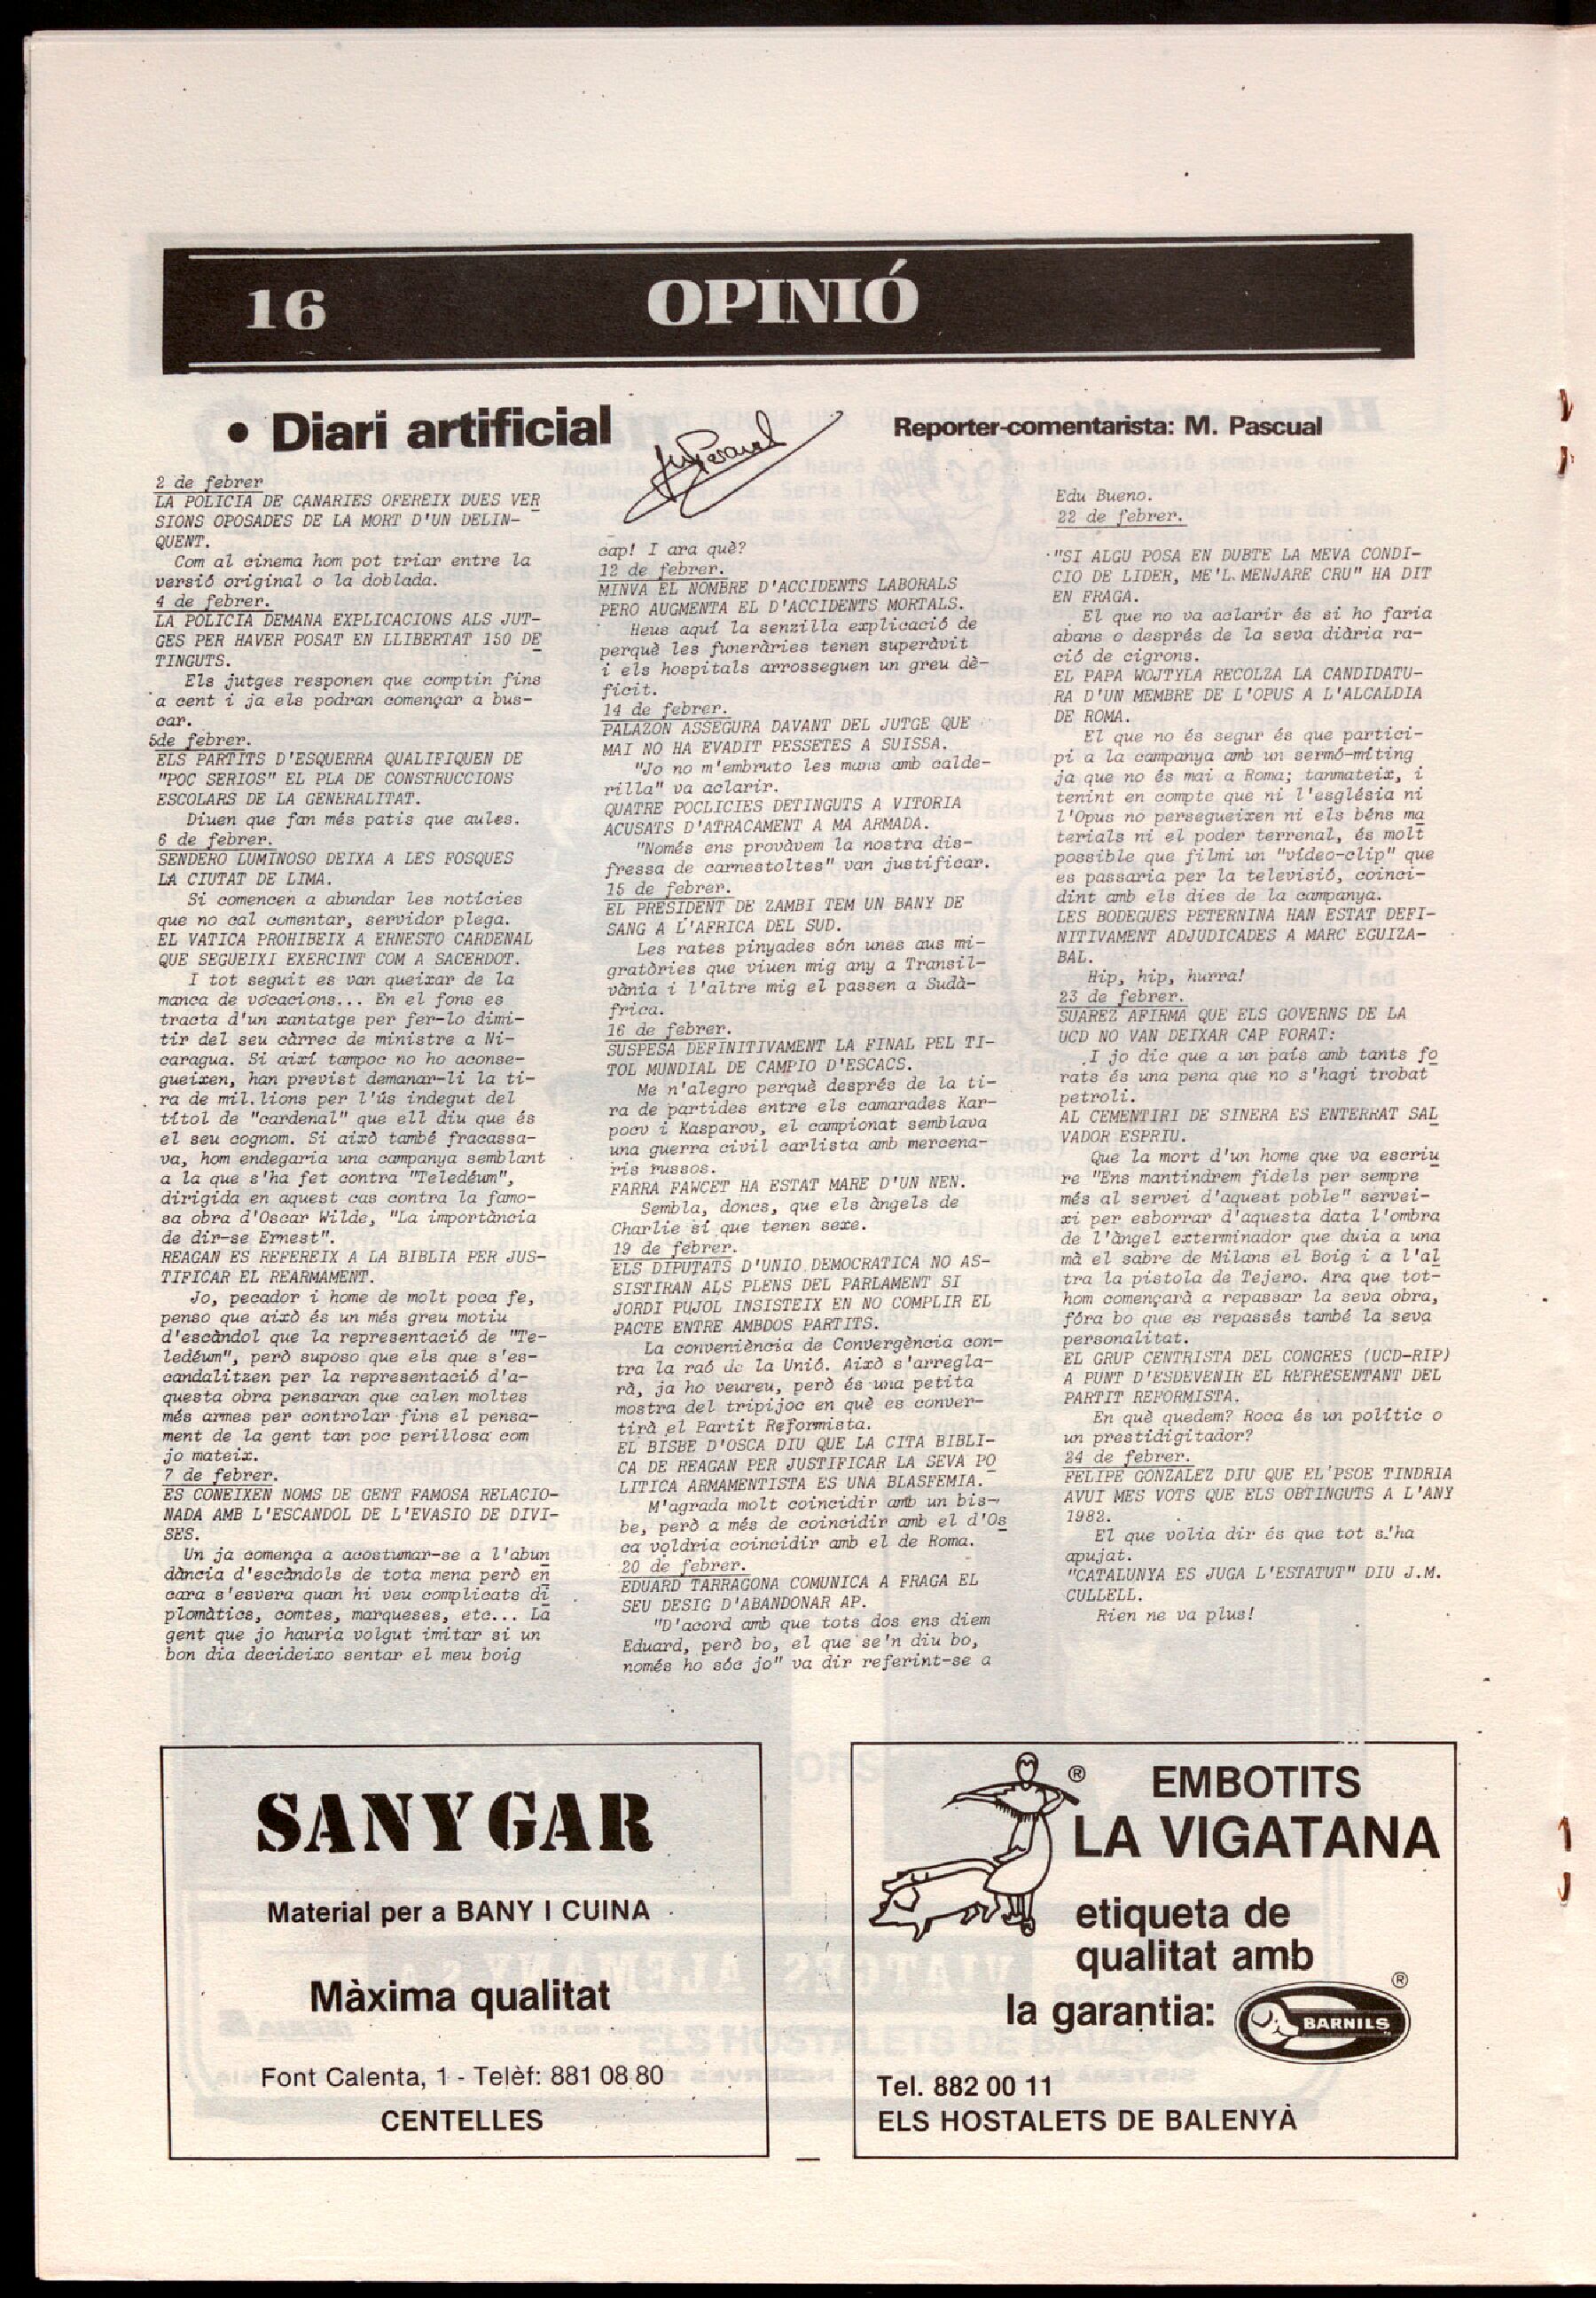 16
OPINIÓ
• Diari artificial
Reporter-comentarista: M. Pascual
2 de febrer
LA POLICIA DE CANARIES OFEREIX DUES VER
SIONS OPOSADES DE LA MORT D'UN DELIN-
QUENT.
Com al cinema hom pot triar entre la
versió original o la doblada.
4 de febrer.
LA POLICIA DEMANA EXPLICACIONS ALS JUT-
GES PER HAVER POSAT EN LLIBERTAT 150 DE
TINGUTS.
Els jutges responen que comptin fins
a cent i ja els podran començar a bus-
car.
5de febrer.
ELS PARTITS D'ESQUERRA QUALIFIQUEN DE
"POC SERIOS" EL PLA DE CONSTRUCCIONS
ESCOLARS DE LA GENERALITAT.
Diuen que fan més patis que aules.
6 de febrer.
SENDERO LUMINOSO DEIXA A LES FOSQUES
LA CIUTAT DE LIMA.
Si comencen a abundar les notícies
que no cal comentar, servidor plega.
EL VATICA PROHIBEIX A ERNESTO CARDENAL
QUE SEGUEIXI EXERCINT COM A SACERDOT.
I tot seguit es van queixar de la
manca de vocacions... En el fons es
tracta d'un xantatge per fer-lo dimi-
tir del seu càrrec de ministre a Ni-
caragua. Si així tampoc no ho aconse-
gueixen, han previst demanar-li la ti-
ra de mil.lions per l'ús indegut del
títol de "cardenal" que ell diu que és
el seu cognom. Si això també fracassa-
va, hom endegaria una campanya semblant
a la que s'ha fet contra "Teledéum",
dirigida en aquest cas contra la famo-
sa obra d'Oscar Wilde, "La importància
de dir-se Ernest".
REAGAN ES REFEREIX A LA BIBLIA PER JUS-
TIFICAR EL REARMAMENT.
Jo, pecador i home de molt poca fe,
penso que això és un més greu motiu
d'escàndol que la representació de "Te-
ledéum", però suposo que els que s'es-
candalitzen per la representació d'a-
questa obra pensaran que calen moltes
més armes per controlar fins el pensa-
ment de la gent tan poc perillosa com
jo mateix.
7 de febrer.
ES CONEIXEN NOMS DE GENT FAMOSA RELACIO-
NADA AMB L'ESCANDOL DE L'EVASIO DE DIVI-
SES.
Un ja comença a acostumar-se a l'abun
dància d'escàndols de tota mena però en
cara s'esvera quan hi veu complicats di
plomàtics, comtes, marqueses, etc... La
gent que jo hauria volgut imitar si un
bon dia decideixo sentar el meu boig
cap! I ara què?
12 de febrer.
MINVA EL NOMBRE D'ACCIDENTS LABORALS
PERO AUGMENTA EL D'ACCIDENTS MORTALS.
Heus aquí la senzilla explicació de
perquè les funeràries tenen superàvit
i els hospitals arrosseguen un greu dè-
ficit.
14 de febrer.
PALAZON ASSEGURA DAVANT DEL JUTGE QUE
MAI NO HA EVADIT PESSETES A SUISSA.
"Jo no m'embruto les mans amb calde-
rilla" va aclarir.
QUATRE POCLICIES DETINGUTS A VITORIA
ACUSATS D'ATRACAMENT A MA ARMADA.
"Només ens provàvem la nostra dis-
fressa de carnestoltes" van justificar.
15 de febrer.
EL PRESIDENT DE ZAMBI TEM UN BANY DE
SANG A L'AFRICA DEL SUD.
Les rates pinyades són unes aus mi-
gratòries que viuen mig any a Transil-
vània i l'altre mig el passen a Sudà-
frica.
16 de febrer.
SUSPESA DEFINITIVAMENT LA FINAL PEL TI-
TOL MUNDIAL DE CAMPIO D'ESCACS.
Me n'alegro perquè després de la ti-
ra de partides entre els camarades Kar-
pocv i Kasparov, el campionat semblava
una guerra civil carlista amb mercena-
ris russos.
FARRA FAWCET HA ESTAT MARE D'UN NEN.
Sembla, doncs, que els àngels de
Charlie sí que tenen sexe.
19 de febrer.
ELS DIPUTATS D'UNIO DEMOCRATICA NO AS-
SISTIRAN ALS PLENS DEL PARLAMENT SI
JORDI PUJOL INSISTEIX EN NO COMPLIR EL
PACTE ENTRE AMBDOS PARTITS.
La conveniència de Convergència con-
tra la raó de la Unió. Això s'arregla-
rà, ja ho veureu, però és una petita
mostra del tripijoc en què es conver-
tirà el Partit Reformista.
EL BISBE D'OSCA DIU QUE LA CITA BIBLI-
CA DE REAGAN PER JUSTIFICAR LA SEVA PO
LITICA ARMAMENTISTA ES UNA BLASFEMIA.
M'agrada molt coincidir amb un bis-
be, però a més de coincidir amb el d'Os
ca voldria coincidir amb el de Roma.
20 de febrer.
EDUARD TARRAGONA COMUNICA A FRAGA EL
SEU DESIG D'ABANDONAR AP.
"D'acord amb que tots dos ens diem
Eduard, però bo, el que se'n diu bo,
només ho sóc jo" va dir referint-se a
Edu Bueno.
22 de febrer.
"SI ALGU POSA EN DUBTE LA MEVA CONDI-
CIO DE LIDER, ME'L MENJARE CRU" HA DIT
EN FRAGA.
El que no va aclarir és si ho faria
abans o després de la seva diària ra-
ció de cigrons.
EL PAPA WOJTYLA RECOLZA LA CANDIDATU-
RA D'UN MEMBRE DE L'OPUS A L'ALCALDIA
DE ROMA.
El que no és segur és que partici-
pi a la campanya amb un sermó-míting
ja que no és mai a Roma; tanmateix, i
tenint en compte que ni l'església ni
l'Opus no persegueixen ni els béns ma
terials ni el poder terrenal, és molt
possible que filmi un "vídeo-clip" que
es passaria per la televisió, coinci-
dint amb els dies de la campanya.
LES BODEGUES PETERNINA HAN ESTAT DEFI-
NITIVAMENT ADJUDICADES A MARC EGUIZA-
BAL.
Hip, hip, hurra!
23 de febrer.
SUAREZ AFIRMA QUE ELS GOVERNS DE LA
UCD NO VAN DEIXAR CAP FORAT:
I jo dic que a un país amb tants fo
rats és una pena que no s'hagi trobat
petroli.
AL CEMENTIRI DE SINERA ES ENTERRAT SAL
VADOR ESPRIU.
Que la mort d'un home que va escriu
re "Ens mantindrem fidels per sempre
més al servei d'aquest poble" servei-
xi per esborrar d'aquesta data l'ombra
de l'àngel exterminador que duia a una
mà el sabre de Milans el Boig i a l'al
tra la pistola de Tejero. Ara que tot-
hom començarà a repassar la seva obra,
fóra bo que es repassés també la seva
personalitat.
EL GRUP CENTRISTA DEL CONGRES (UCD-RIP)
A PUNT D'ESDEVENIR EL REPRESENTANT DEL
PARTIT REFORMISTA.
En què quedem? Roca és un polític o
un prestidigitador?
24 de febrer.
FELIPE GONZALEZ DIU QUE EL PSOE TINDRIA
AVUI MES VOTS QUE ELS OBTINGUTS A L'ANY
1982.
El que volia dir és que tot s'ha
apujat.
"CATALUNYA ES JUGA L'ESTATUT" DIU J.M.
CULLELL.
Rien ne va plus!
SANYGAR
Material per a BANY I CUINA
Màxima qualitat
Font Calenta, 1 - Telèf: 881 08 80
CENTELLES
®
EMBOTITS
LA VIGATANA
etiqueta de
qualitat amb
la garantia:
®
BARNILS
Tel. 882 00 11
ELS HOSTALETS DE BALENYÀ